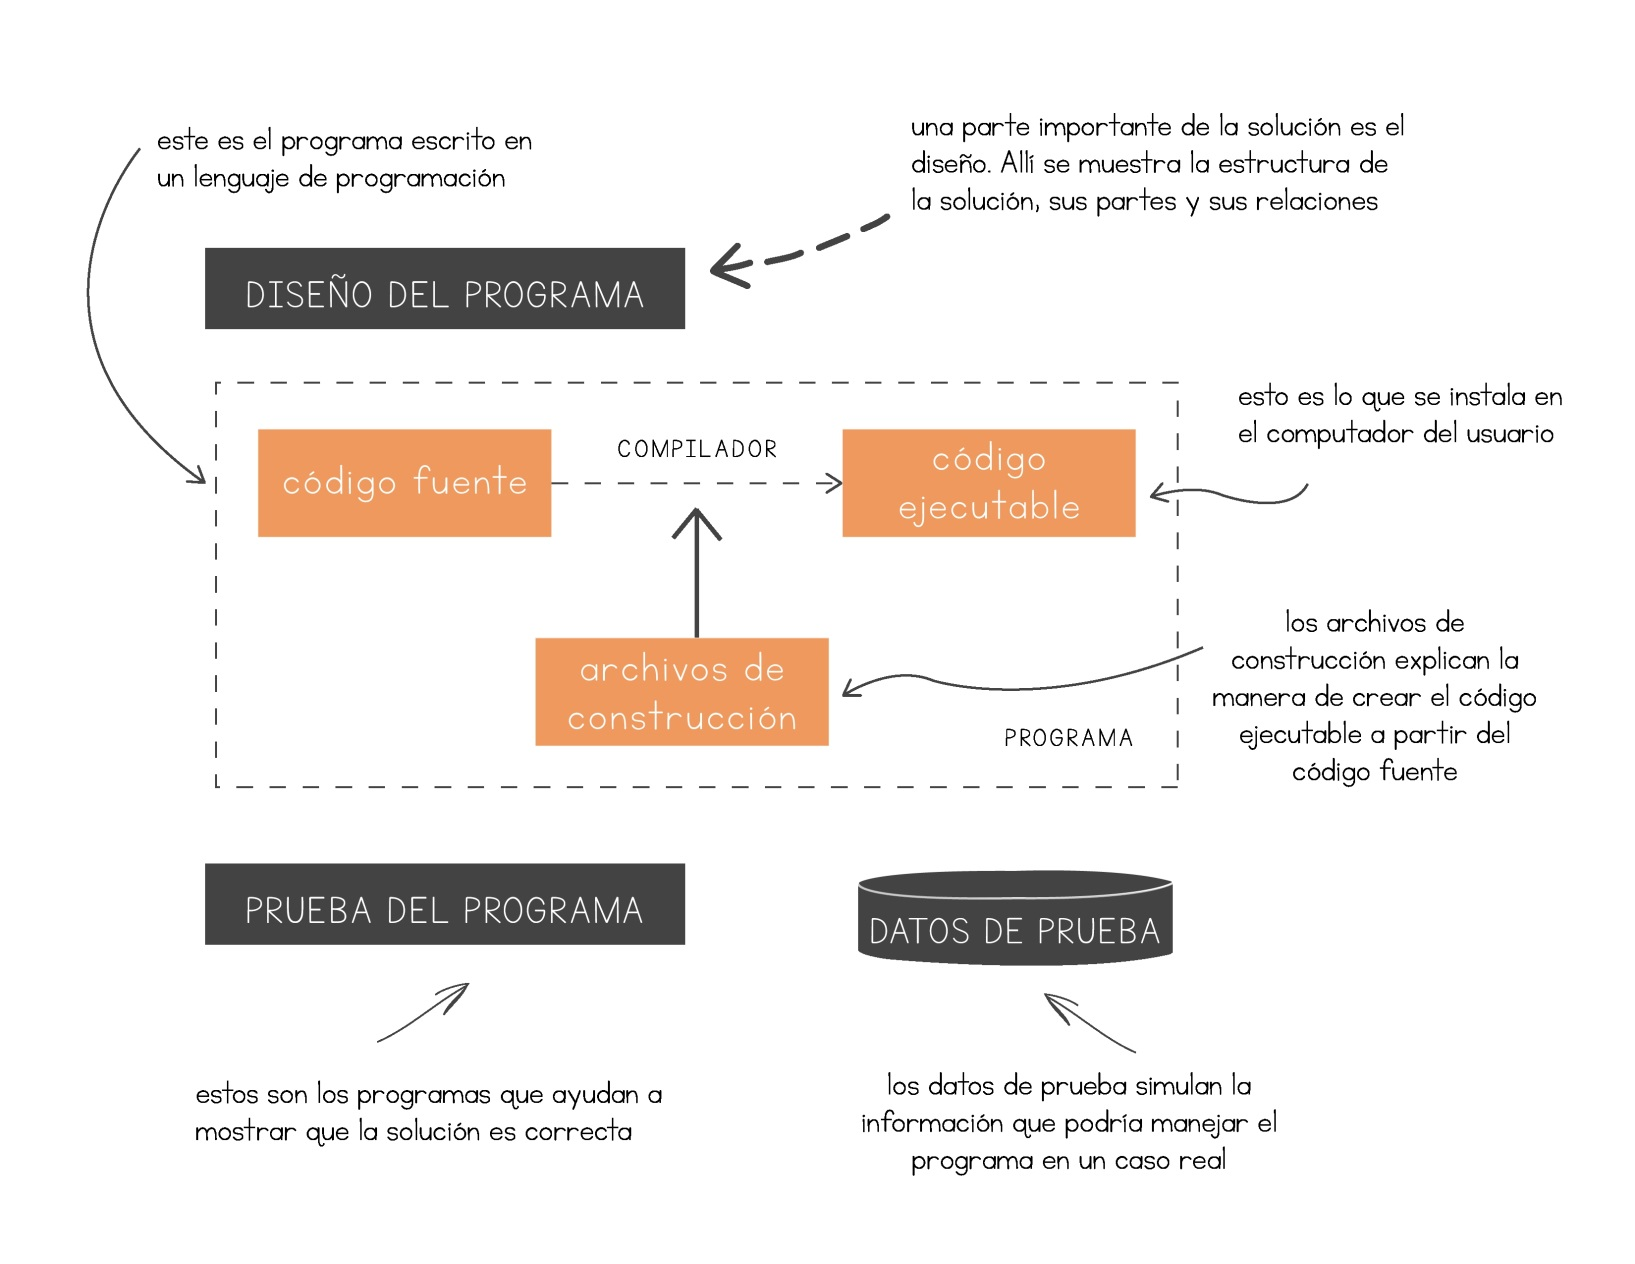 este es el programa escrito en
un lenguaje de programación
una parte importante de la solución es el
diseño. Allí se muestra la estructura de
la solución, sus partes y sus relaciones
DISEÑO DEL PROGRAMA
esto es lo que se instala en
el computador del usuario
código fuente
COMPILADOR
código
ejecutable
archivos de
construcción
PROGRAMA
los archivos de
construcción explican la
manera de crear el código
ejecutable a partir del
código fuente
PRUEBA DEL PROGRAMA
DATOS DE PRUEBA
estos son los programas que ayudan a
mostrar que la solución es correcta
los datos de prueba simulan la
información que podría manejar el
programa en un caso real